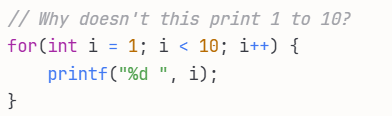 // Why doesn't this print 1 to 10?
for(int i = 1; i < 10; i++) {
    printf("%d ", i);
}